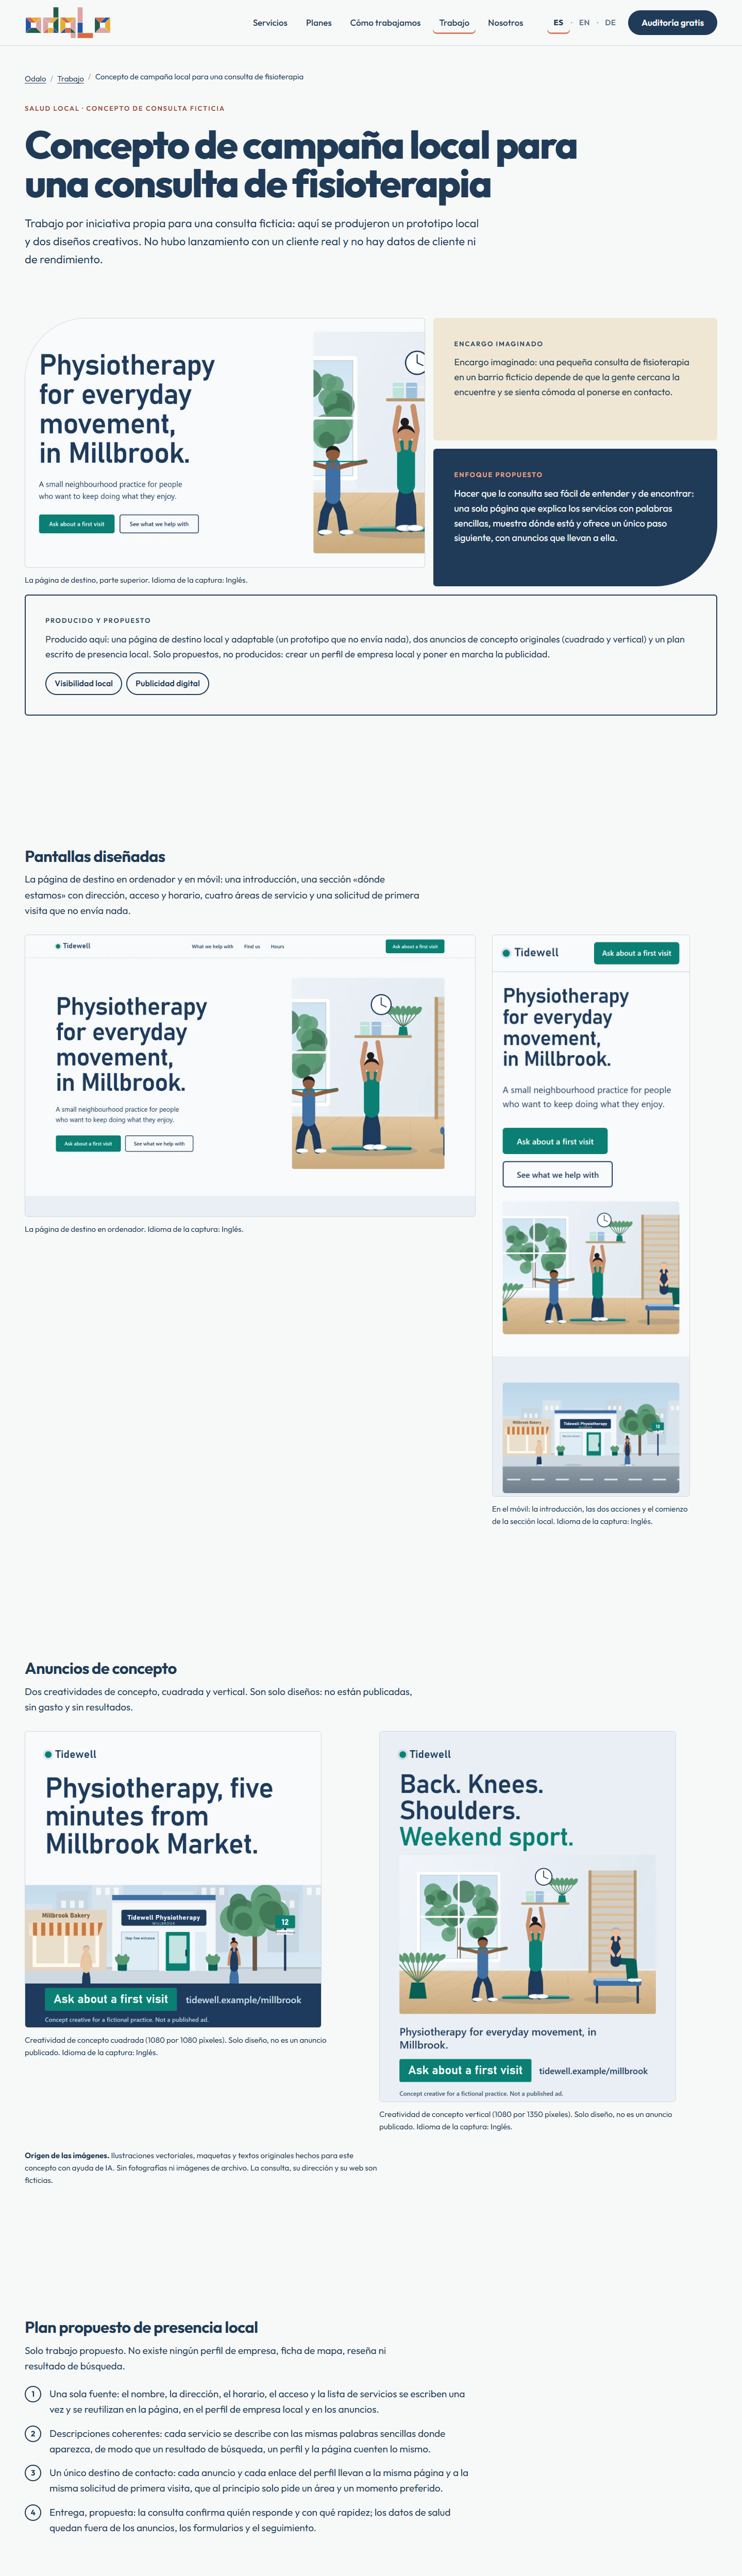 odalo
Servicios
Planes
Cómo trabajamos
Trabajo
Nosotros
ES · EN · DE
Auditoría gratis
Odalo / Trabajo / Concepto de campaña local para una consulta de fisioterapia
SALUD LOCAL · CONCEPTO DE CONSULTA FICTICIA
Concepto de campaña local para
una consulta de fisioterapia
Trabajo por iniciativa propia para una consulta ficticia: aquí se produjeron un prototipo local
y dos diseños creativos. No hubo lanzamiento con un cliente real y no hay datos de cliente ni
de rendimiento.
Physiotherapy
for everyday
movement,
in Millbrook.
A small neighbourhood practice for people
who want to keep doing what they enjoy.
Ask about a first visit
See what we help with
La página de destino, parte superior. Idioma de la captura: Inglés.
ENCARGO IMAGINADO
Encargo imaginado: una pequeña consulta de fisioterapia
en un barrio ficticio depende de que la gente cercana la
encuentre y se sienta cómoda al ponerse en contacto.
ENFOQUE PROPUESTO
Hacer que la consulta sea fácil de entender y de encontrar:
una sola página que explica los servicios con palabras
sencillas, muestra dónde está y ofrece un único paso
siguiente, con anuncios que llevan a ella.
PRODUCIDO Y PROPUESTO
Producido aquí: una página de destino local y adaptable (un prototipo que no envía nada), dos anuncios de concepto originales (cuadrado y vertical) y un plan
escrito de presencia local. Solo propuestos, no producidos: crear un perfil de empresa local y poner en marcha la publicidad.
Visibilidad local
Publicidad digital
Pantallas diseñadas
La página de destino en ordenador y en móvil: una introducción, una sección «dónde
estamos» con dirección, acceso y horario, cuatro áreas de servicio y una solicitud de primera
visita que no envía nada.
Tidewell
What we help with
Find us
Hours
Ask about a first visit
Physiotherapy
for everyday
movement,
in Millbrook.
A small neighbourhood practice for people
who want to keep doing what they enjoy.
Ask about a first visit
See what we help with
La página de destino en ordenador. Idioma de la captura: Inglés.
Tidewell
Ask about a first visit
Physiotherapy
for everyday
movement,
in Millbrook.
A small neighbourhood practice for people
who want to keep doing what they enjoy.
Ask about a first visit
See what we help with
Millbrook Bakery
Tidewell Physiotherapy
12
En el móvil: la introducción, las dos acciones y el comienzo
de la sección local. Idioma de la captura: Inglés.
Anuncios de concepto
Dos creatividades de concepto, cuadrada y vertical. Son solo diseños: no están publicadas,
sin gasto y sin resultados.
Tidewell
Physiotherapy, five
minutes from
Millbrook Market.
Millbrook Bakery
Tidewell Physiotherapy
MILLBROOK
Step-free entrance
12
Ask about a first visit
tidewell.example/millbrook
Concept creative for a fictional practice. Not a published ad.
Creatividad de concepto cuadrada (1080 por 1080 píxeles). Solo diseño, no es un anuncio
publicado. Idioma de la captura: Inglés.
Tidewell
Back. Knees.
Shoulders.
Weekend sport.
Physiotherapy for everyday movement, in
Millbrook.
Ask about a first visit
tidewell.example/millbrook
Concept creative for a fictional practice. Not a published ad.
Creatividad de concepto vertical (1080 por 1350 píxeles). Solo diseño, no es un anuncio
publicado. Idioma de la captura: Inglés.
Origen de las imágenes. Ilustraciones vectoriales, maquetas y textos originales hechos para este
concepto con ayuda de IA. Sin fotografías ni imágenes de archivo. La consulta, su dirección y su web son
ficticias.
Plan propuesto de presencia local
Solo trabajo propuesto. No existe ningún perfil de empresa, ficha de mapa, reseña ni
resultado de búsqueda.
1 Una sola fuente: el nombre, la dirección, el horario, el acceso y la lista de servicios se escriben una
vez y se reutilizan en la página, en el perfil de empresa local y en los anuncios.
2 Descripciones coherentes: cada servicio se describe con las mismas palabras sencillas donde
aparezca, de modo que un resultado de búsqueda, un perfil y la página cuenten lo mismo.
3 Un único destino de contacto: cada anuncio y cada enlace del perfil llevan a la misma página y a la
misma solicitud de primera visita, que al principio solo pide un área y un momento preferido.
4 Entrega, propuesta: la consulta confirma quién responde y con qué rapidez; los datos de salud
quedan fuera de los anuncios, los formularios y el seguimiento.